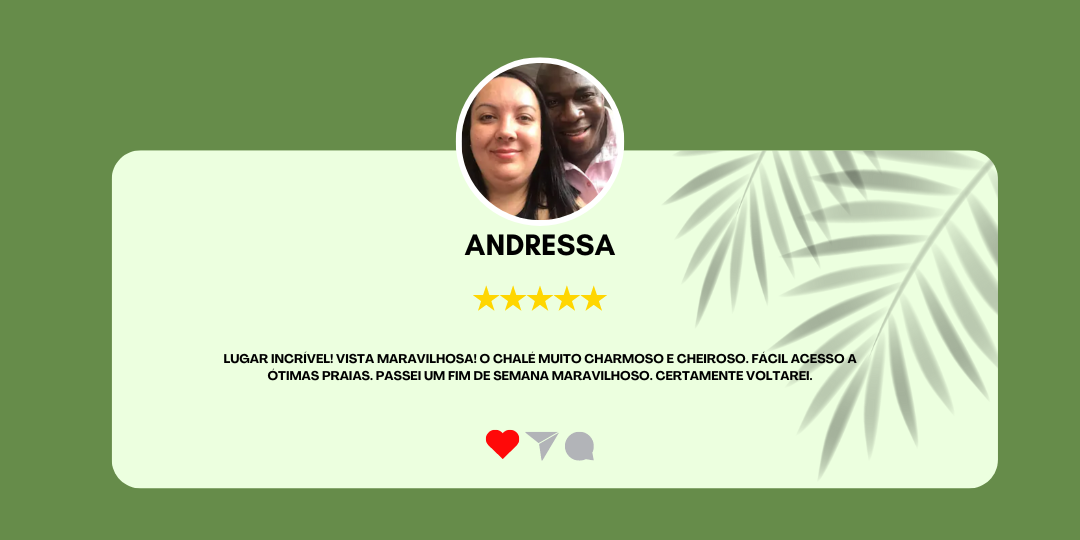 ANDRESSA
LUGAR INCRÍVEL! VISTA MARAVILHOSA! O CHALÉ MUITO CHARMOSO E CHEIROSO. FÁCIL ACESSO A
ÓTIMAS PRAIAS. PASSEI UM FIM DE SEMANA MARAVILHOSO. CERTAMENTE VOLTAREI.